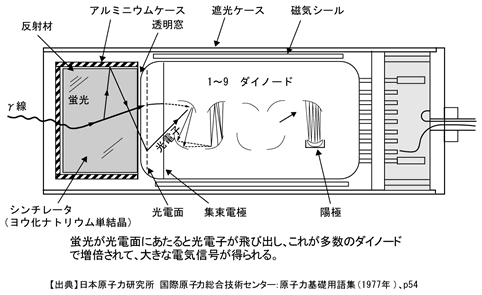 アルミニウムケース
反射材
透明窓
遮光ケース
磁気シール
1〜9 ダイノード
蛍光
γ線
光電子
シンチレータ
(ヨウ化ナトリウム単結晶)
光電面
集束電極
陽極
蛍光が光電面にあたると光電子が飛び出し、これが多数のダイノード
で増倍されて、大きな電気信号が得られる。
【出典】日本原子力研究所 国際原子力総合技術センター:原子力基礎用語集(1977年)、p54